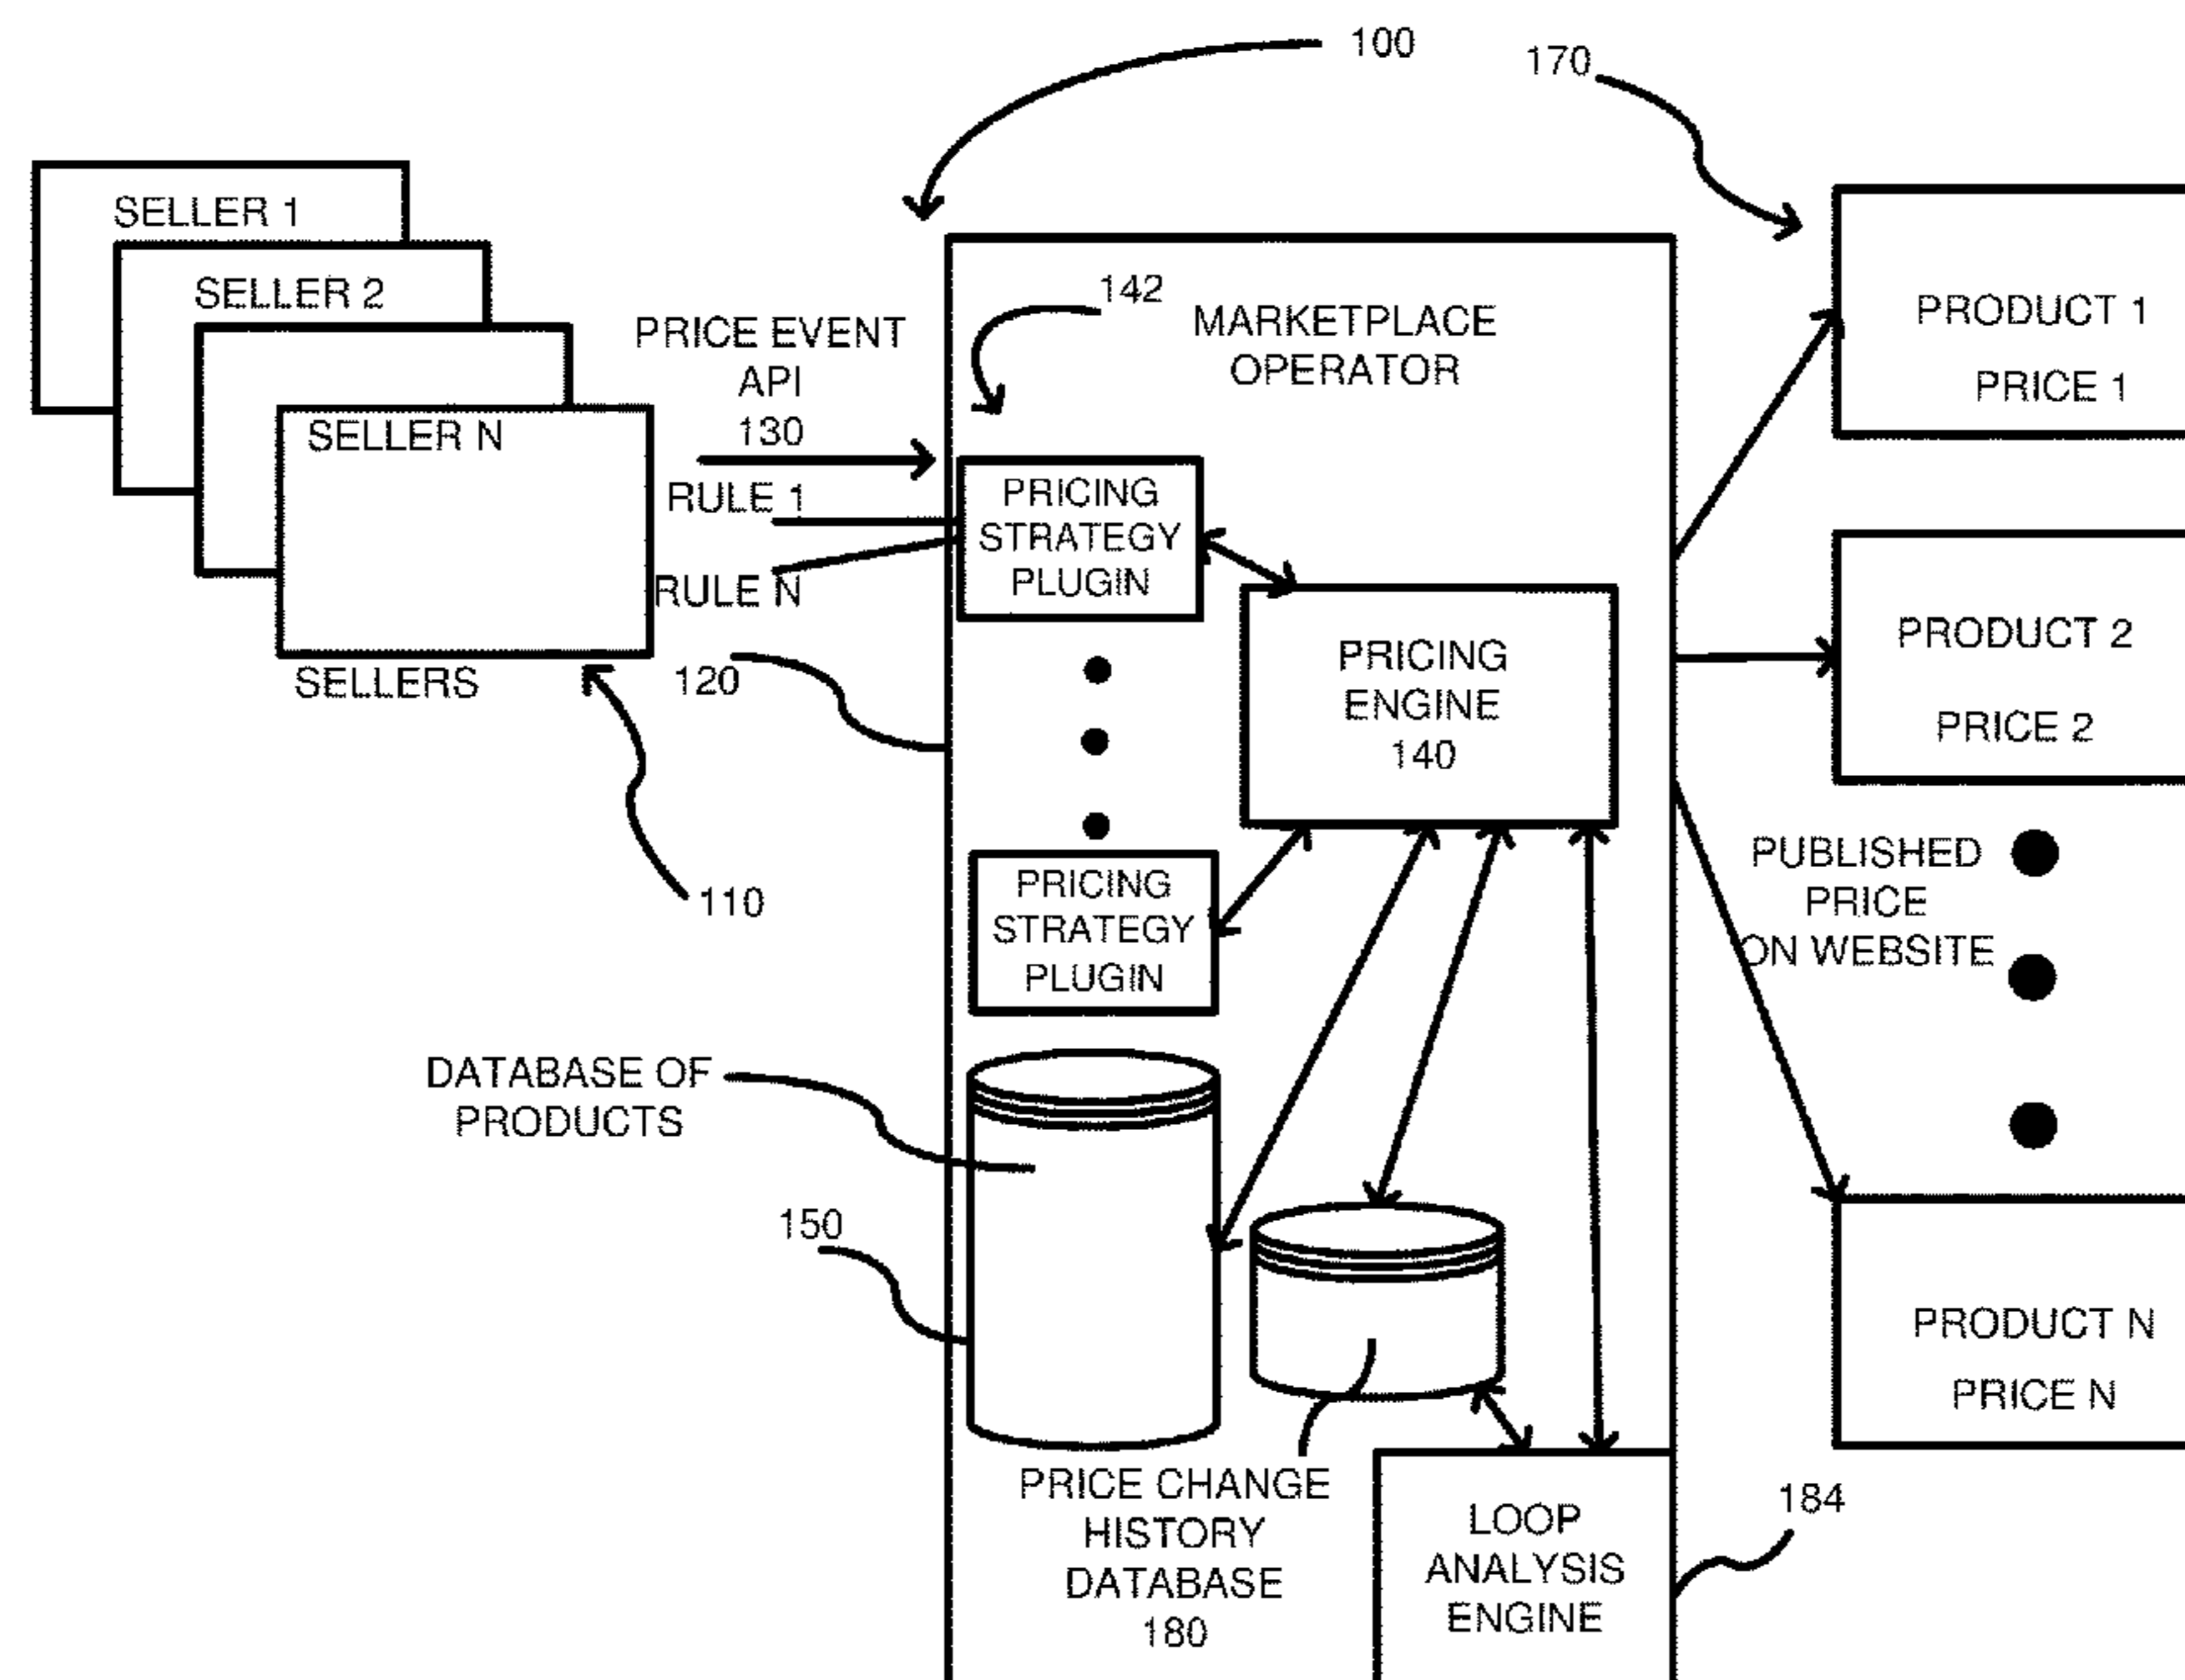 100
170
SELLER 1
SELLER 2
SELLER N
SELLERS
110
PRICE EVENT
API
130
RULE 1
RULE N
120
142
MARKETPLACE
OPERATOR
PRICING
STRATEGY
PLUGIN
PRICING
ENGINE
140
PRICING
STRATEGY
PLUGIN
DATABASE OF
PRODUCTS
150
PRICE CHANGE
HISTORY
DATABASE
180
LOOP
ANALYSIS
ENGINE
184
PRODUCT 1
PRICE 1
PRODUCT 2
PRICE 2
PUBLISHED
PRICE
ON WEBSITE
PRODUCT N
PRICE N